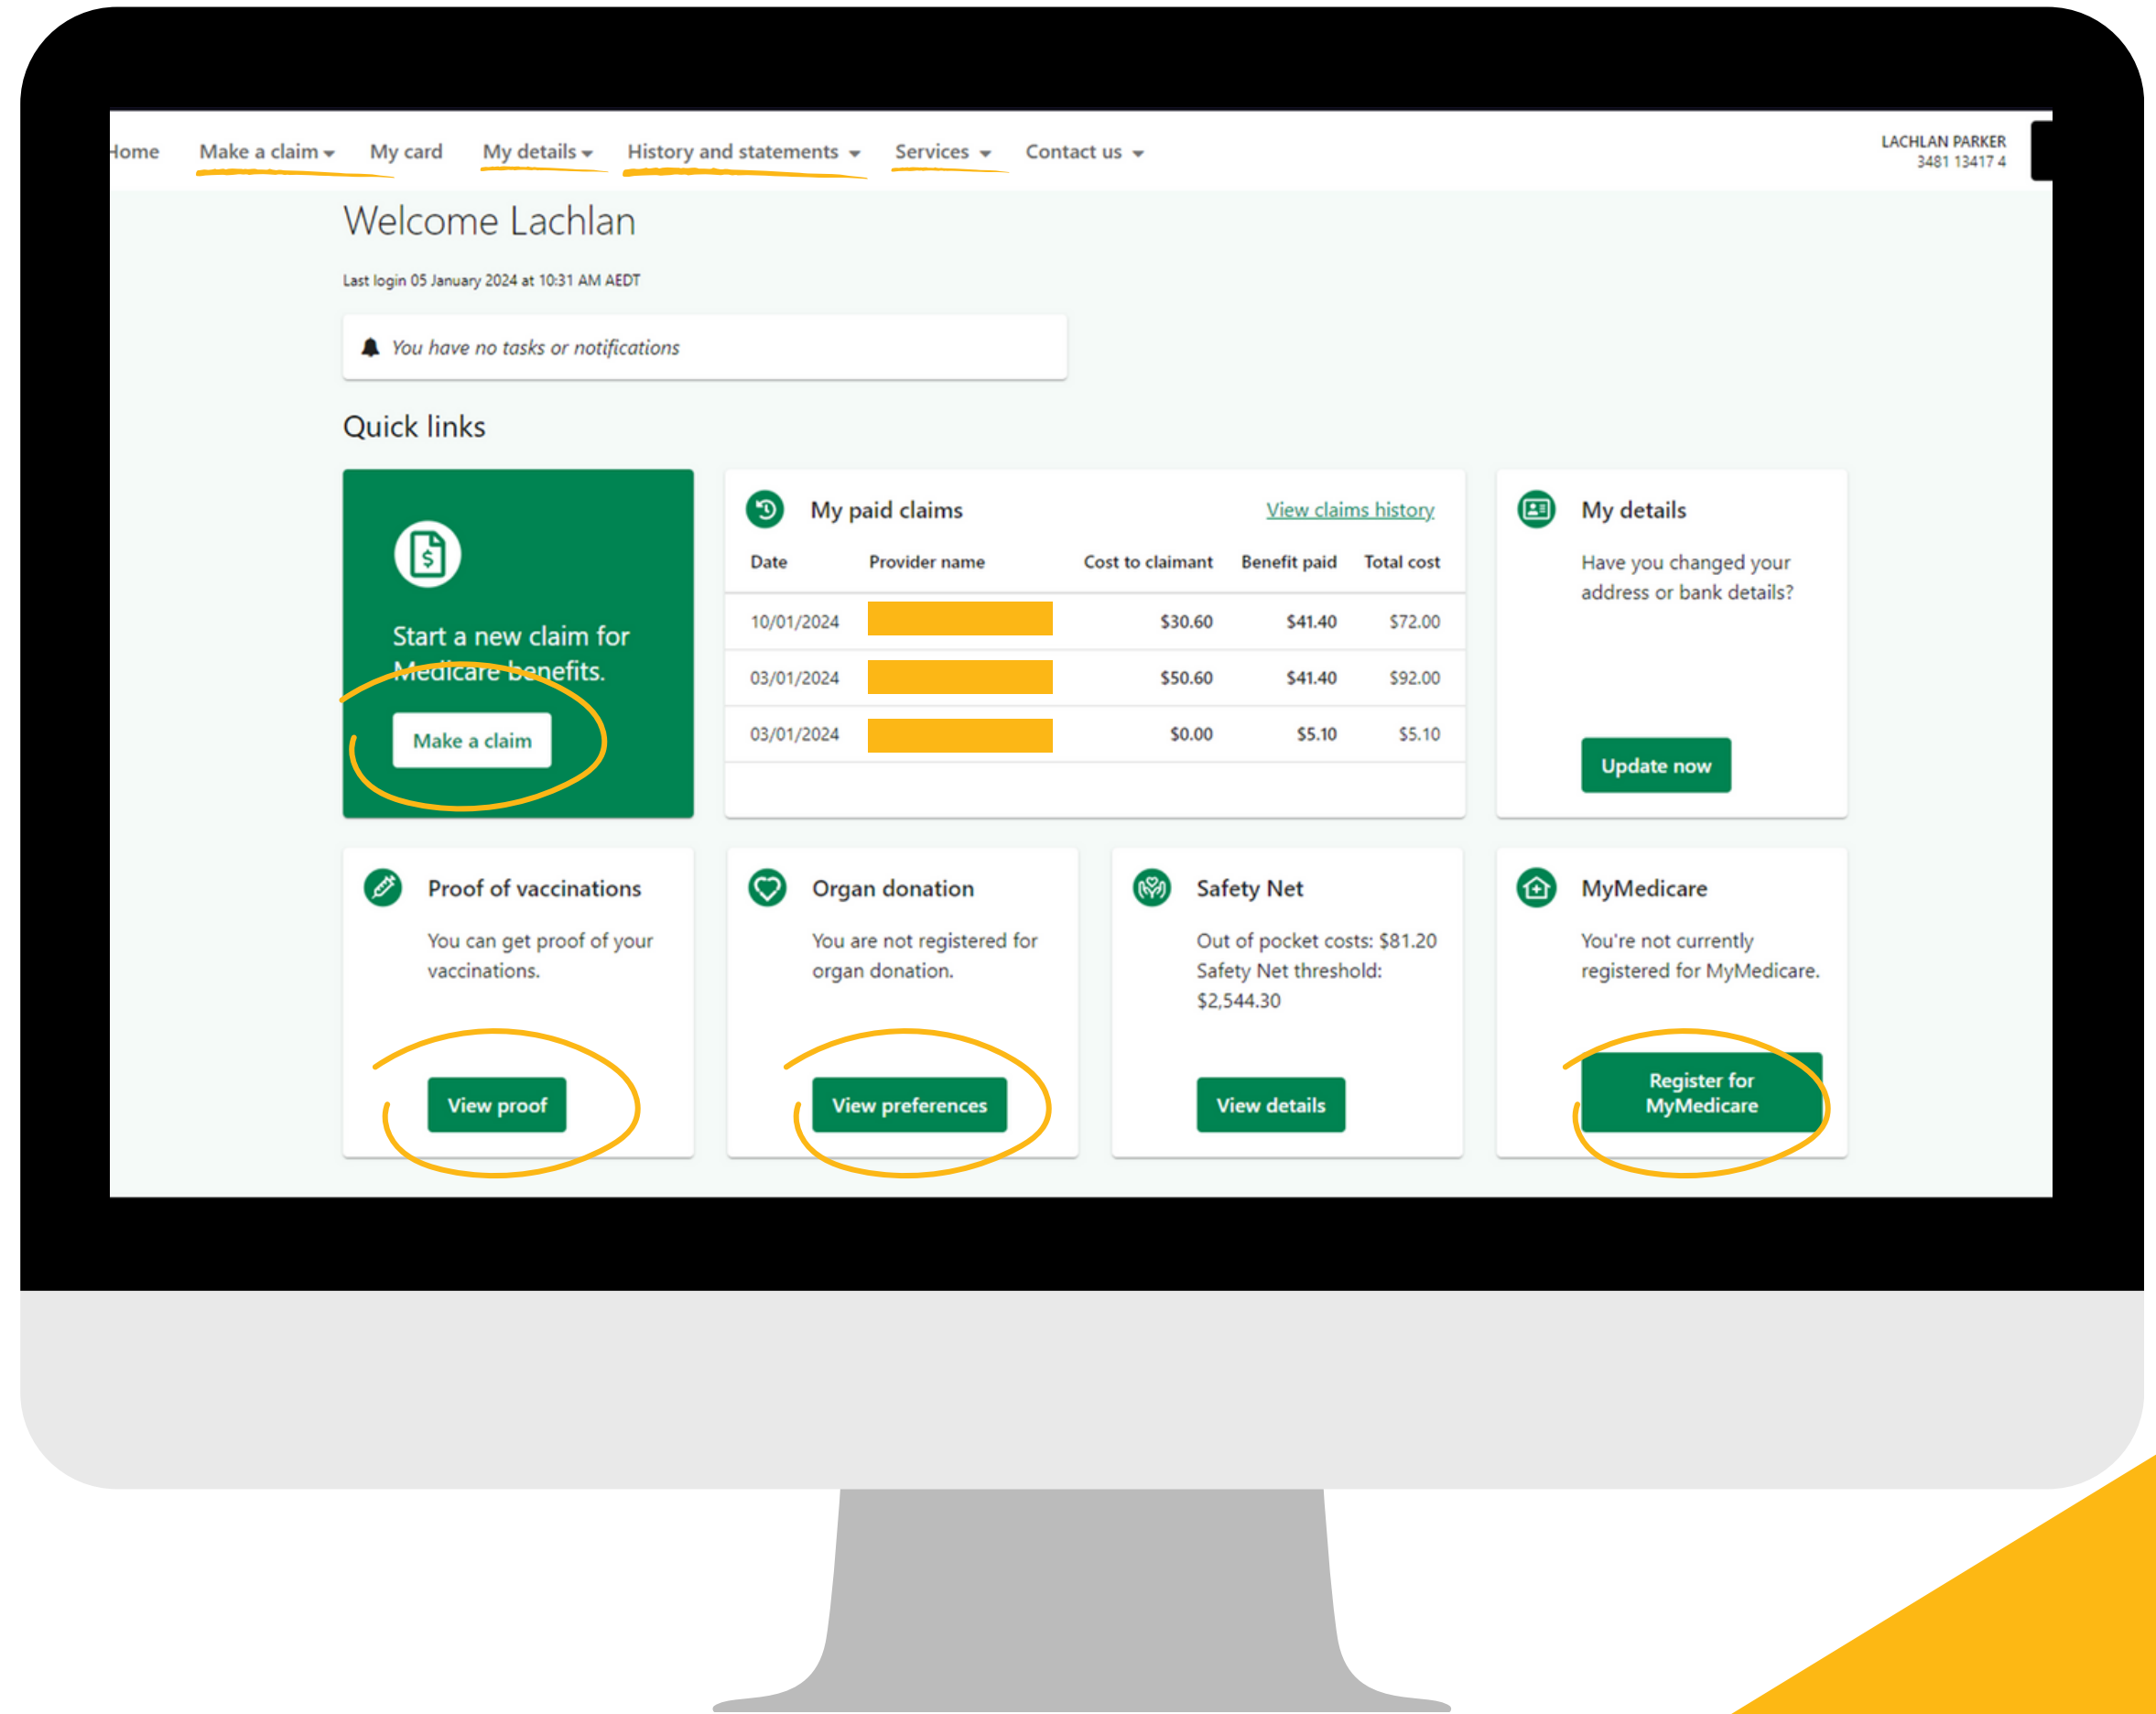 Home Make a claim My card My details History and statements Services Contact us
LACHLAN PARKER
3481 13417 4
Welcome Lachlan
Last login 05 January 2024 at 10:31 AM AEDT
You have no tasks or notifications
Quick links
Start a new claim for
Medicare benefits.
Make a claim
My paid claims View claims history
Date Provider name Cost to claimant Benefit paid Total cost
10/01/2024 $30.60 $41.40 $72.00
03/01/2024 $50.60 $41.40 $92.00
03/01/2024 $0.00 $5.10 $5.10
My details
Have you changed your
address or bank details?
Update now
Proof of vaccinations
You can get proof of your
vaccinations.
View proof
Organ donation
You are not registered for
organ donation.
View preferences
Safety Net
Out of pocket costs: $81.20
Safety Net threshold:
$2,544.30
View details
MyMedicare
You're not currently
registered for MyMedicare.
Register for
MyMedicare